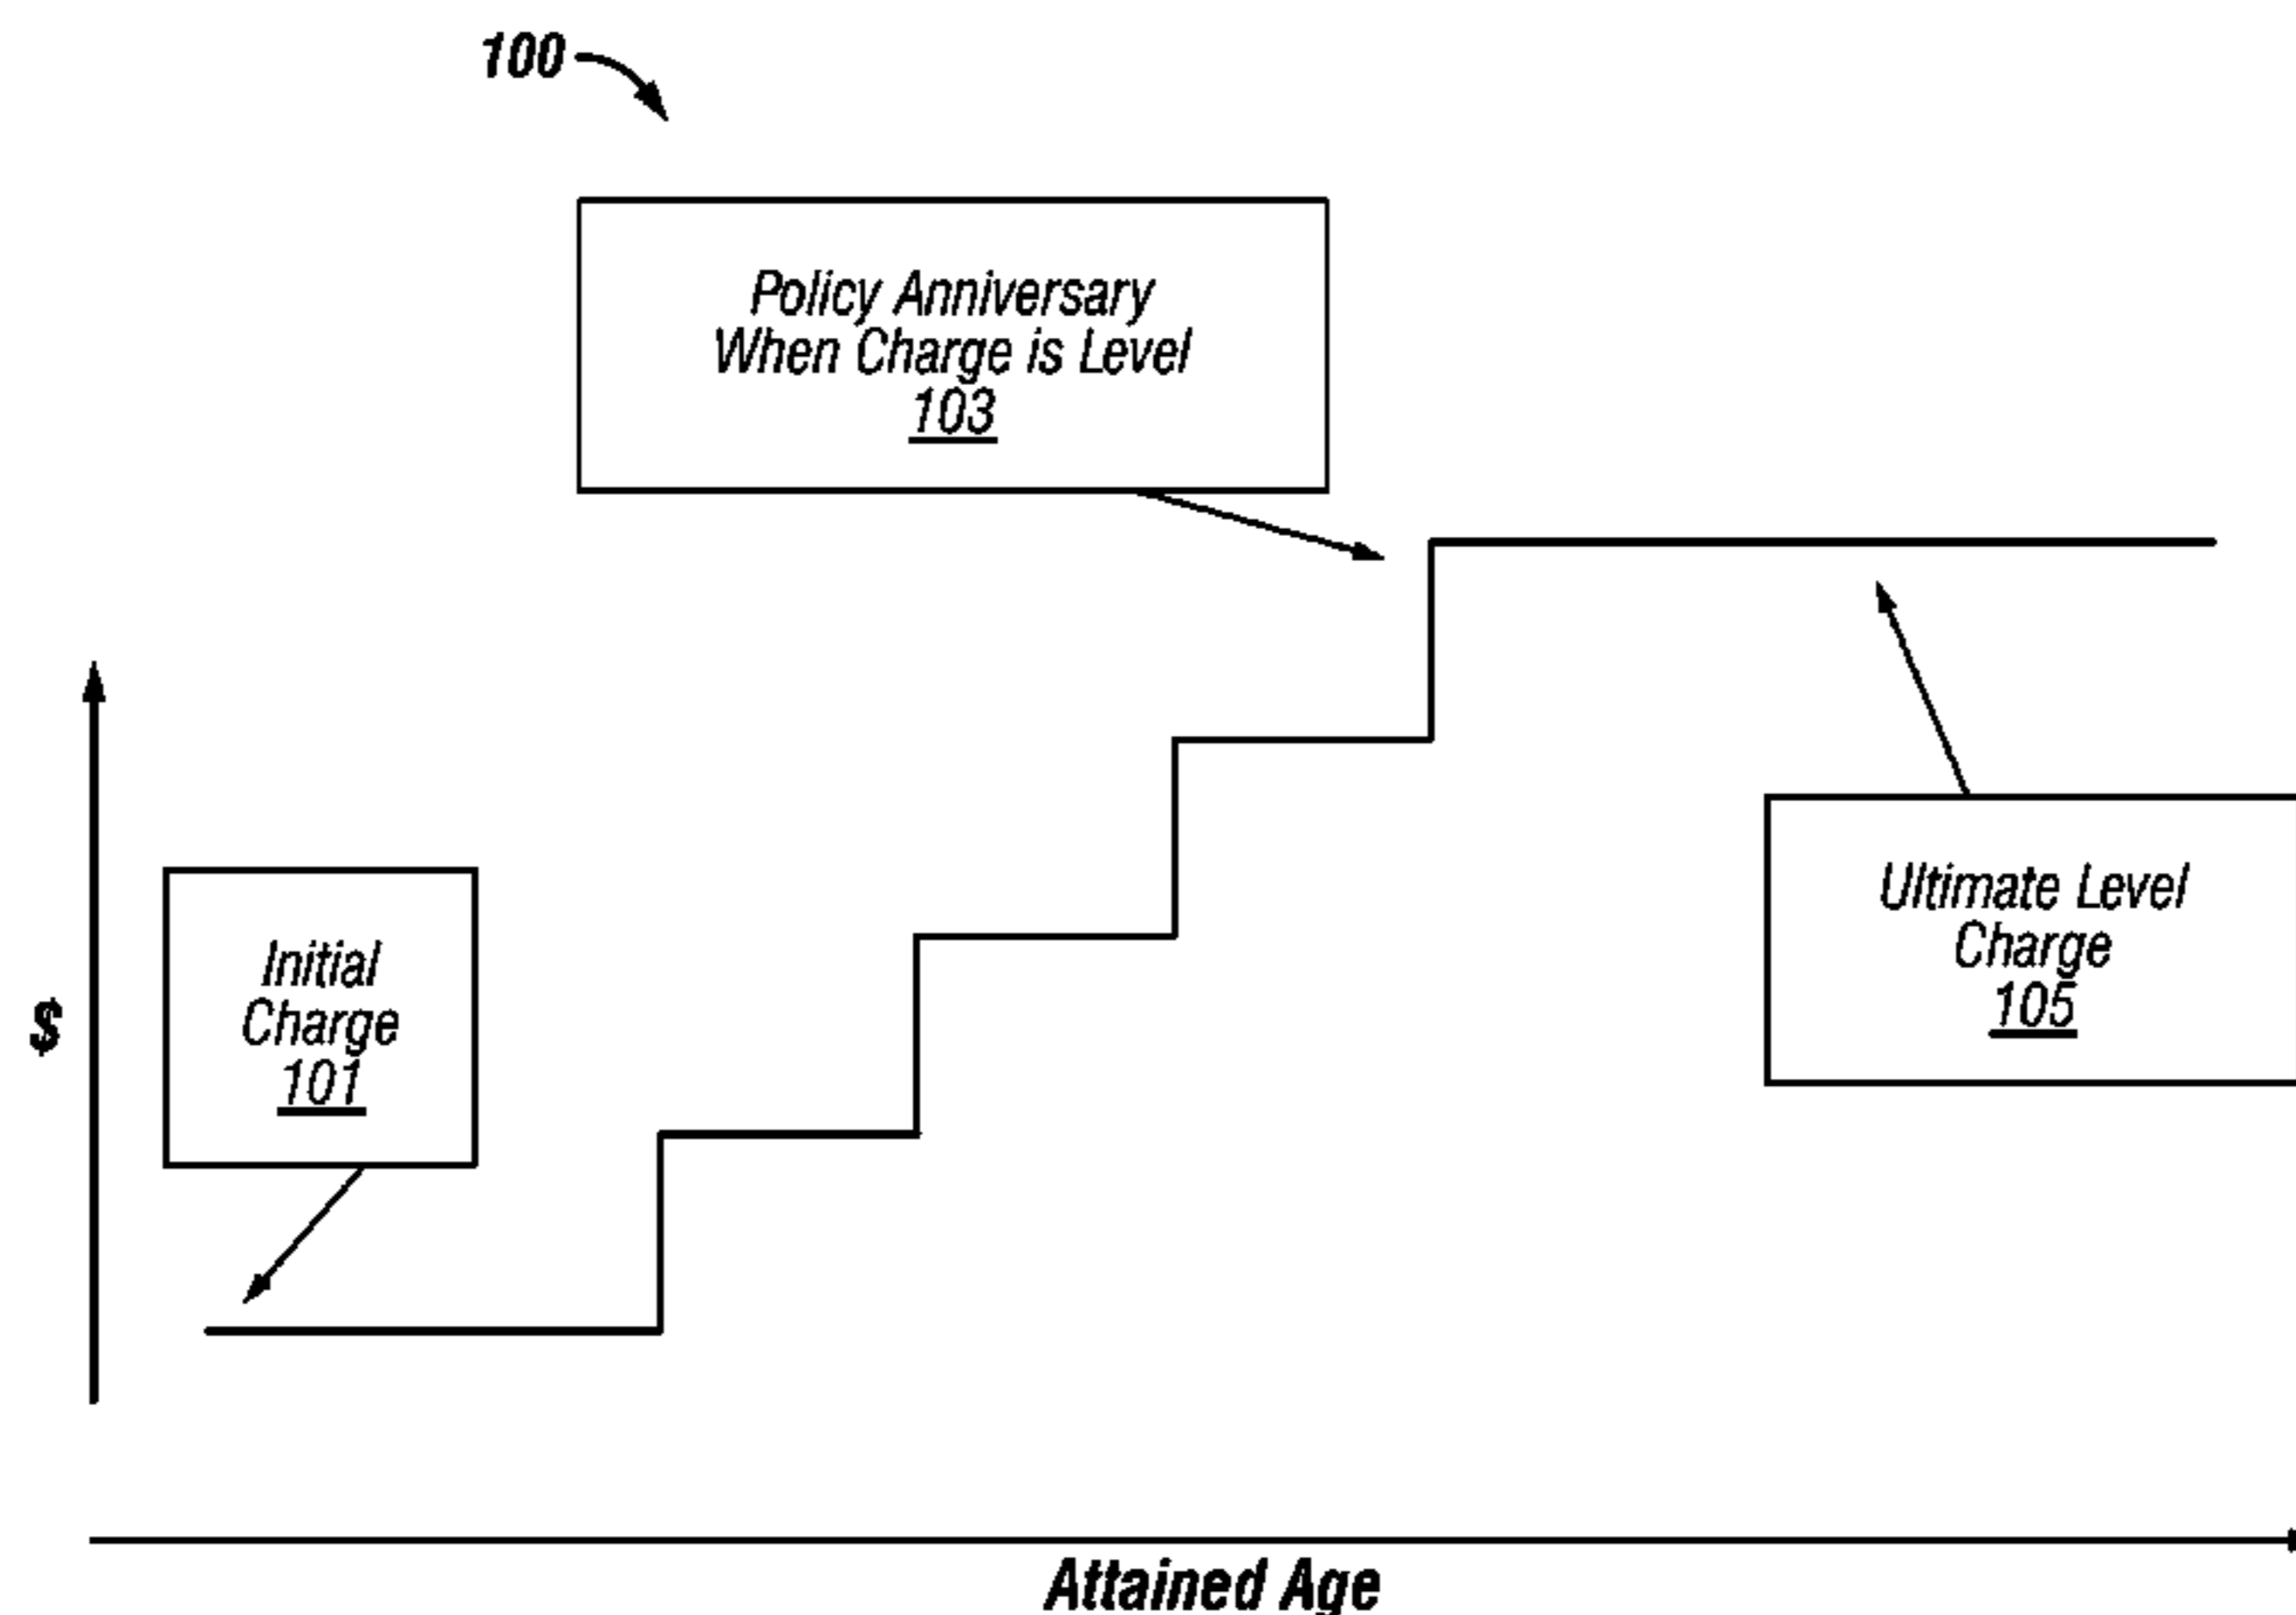 100
Policy Anniversary
When Charge is Level
103
Initial
Charge
101
Ultimate Level
Charge
105
$
Attained Age